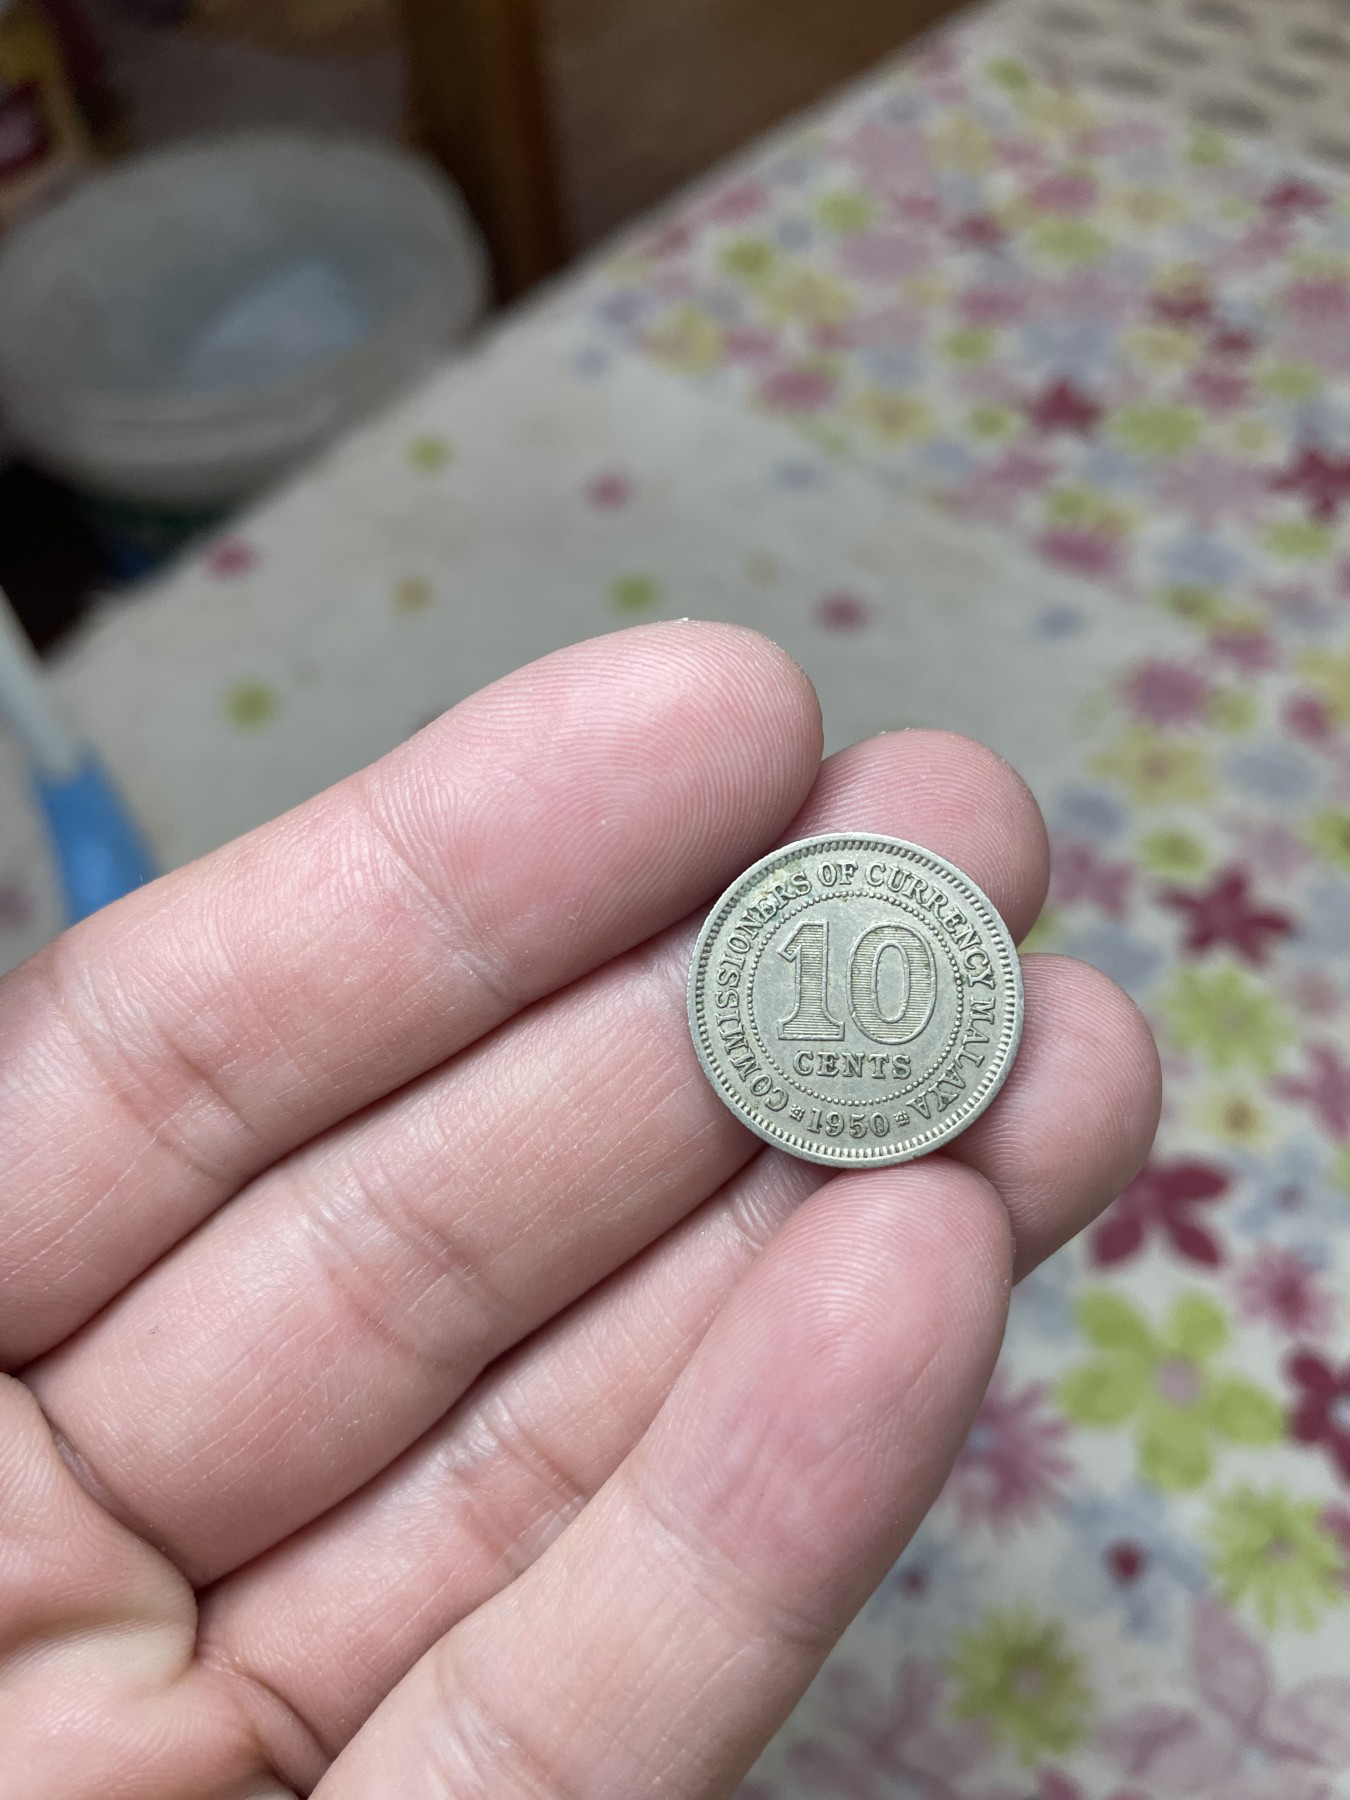 COMMISSIONERS OF CURRENCY MALAYA
10
CENTS
1950